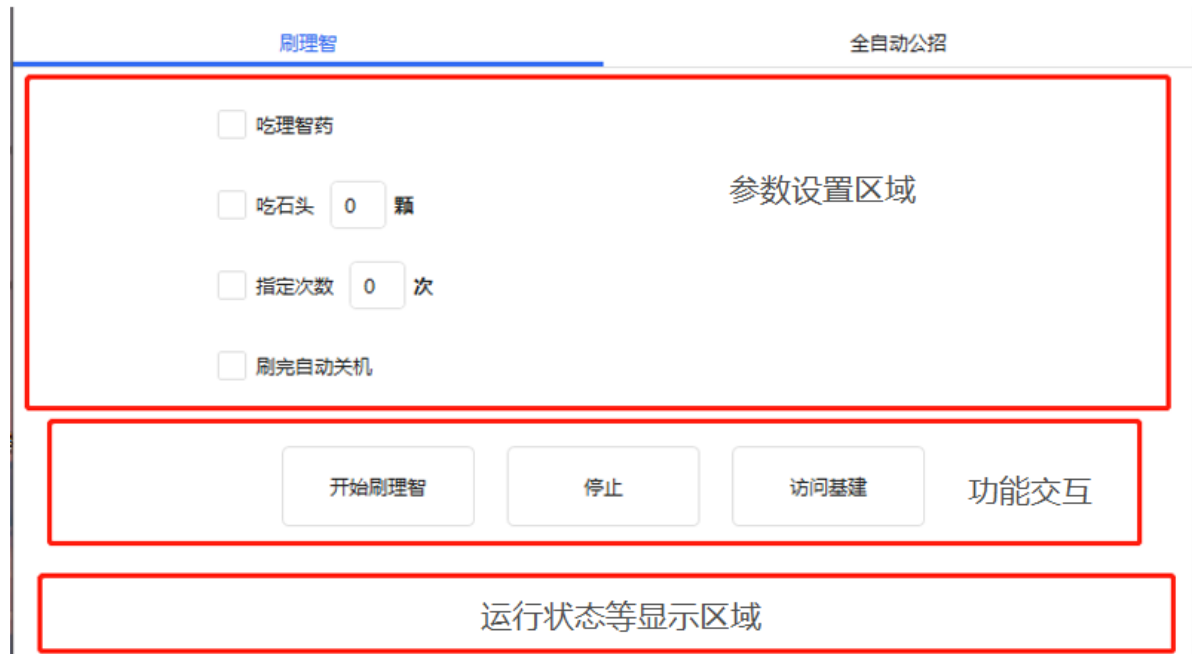 刷理智 全自动公招
吃理智药
参数设置区域
吃石头 0 颗
指定次数 0 次
刷完自动关机
开始刷理智 停止 访问基建 功能交互
运行状态等显示区域